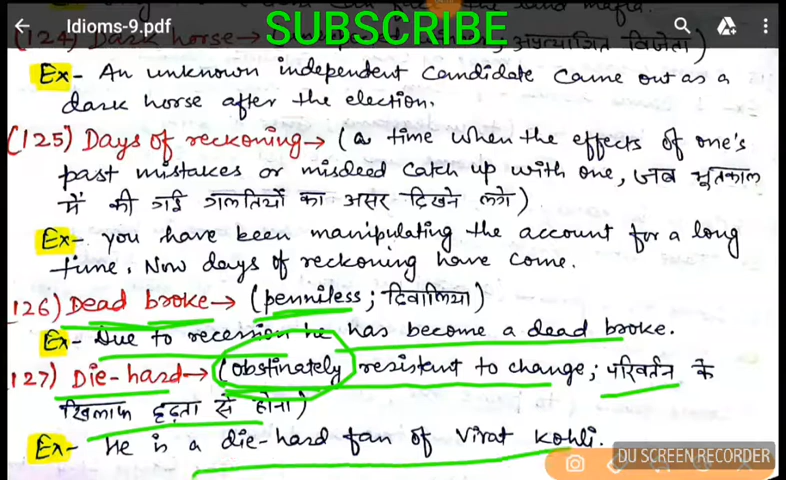 SUBSCRIBE
Idioms-9.pdf
(124) Dark horse → अप्रत्याशित विजेता)
Ex- An unknown independent candidate came out as a
dark horse after the election.
(125) Days of reckoning → (a time when the effects of one's
past mistakes or misdeed catch up with one, जब भूतकाल
में की गई गलतियों का असर दिखने लगे)
Ex- you have been manipulating the account for a long
time. Now days of reckoning have come.
126) Dead broke → (penniless; दिवालिया)
Ex- Due to recession he has become a dead broke.
127) Die-hard → (obstinately resistant to change; परिवर्तन के
खिलाफ दृढ़ता से होना)
Ex- He is a die-hard fan of Virat Kohli.
DU SCREEN RECORDER